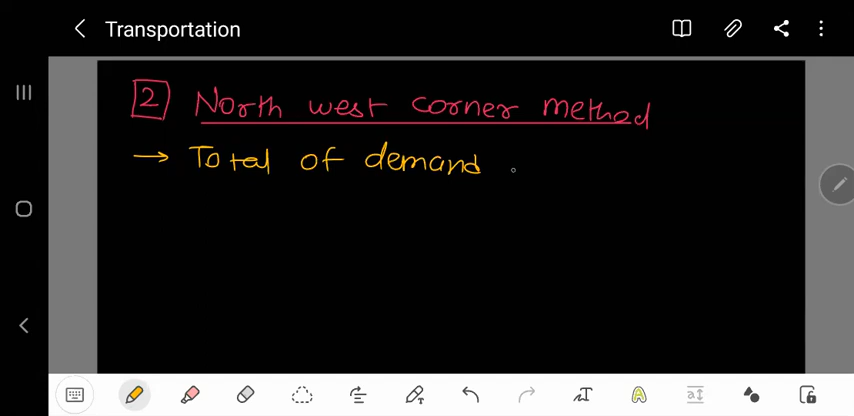 Transportation
2 North west corner method
→ Total of demand